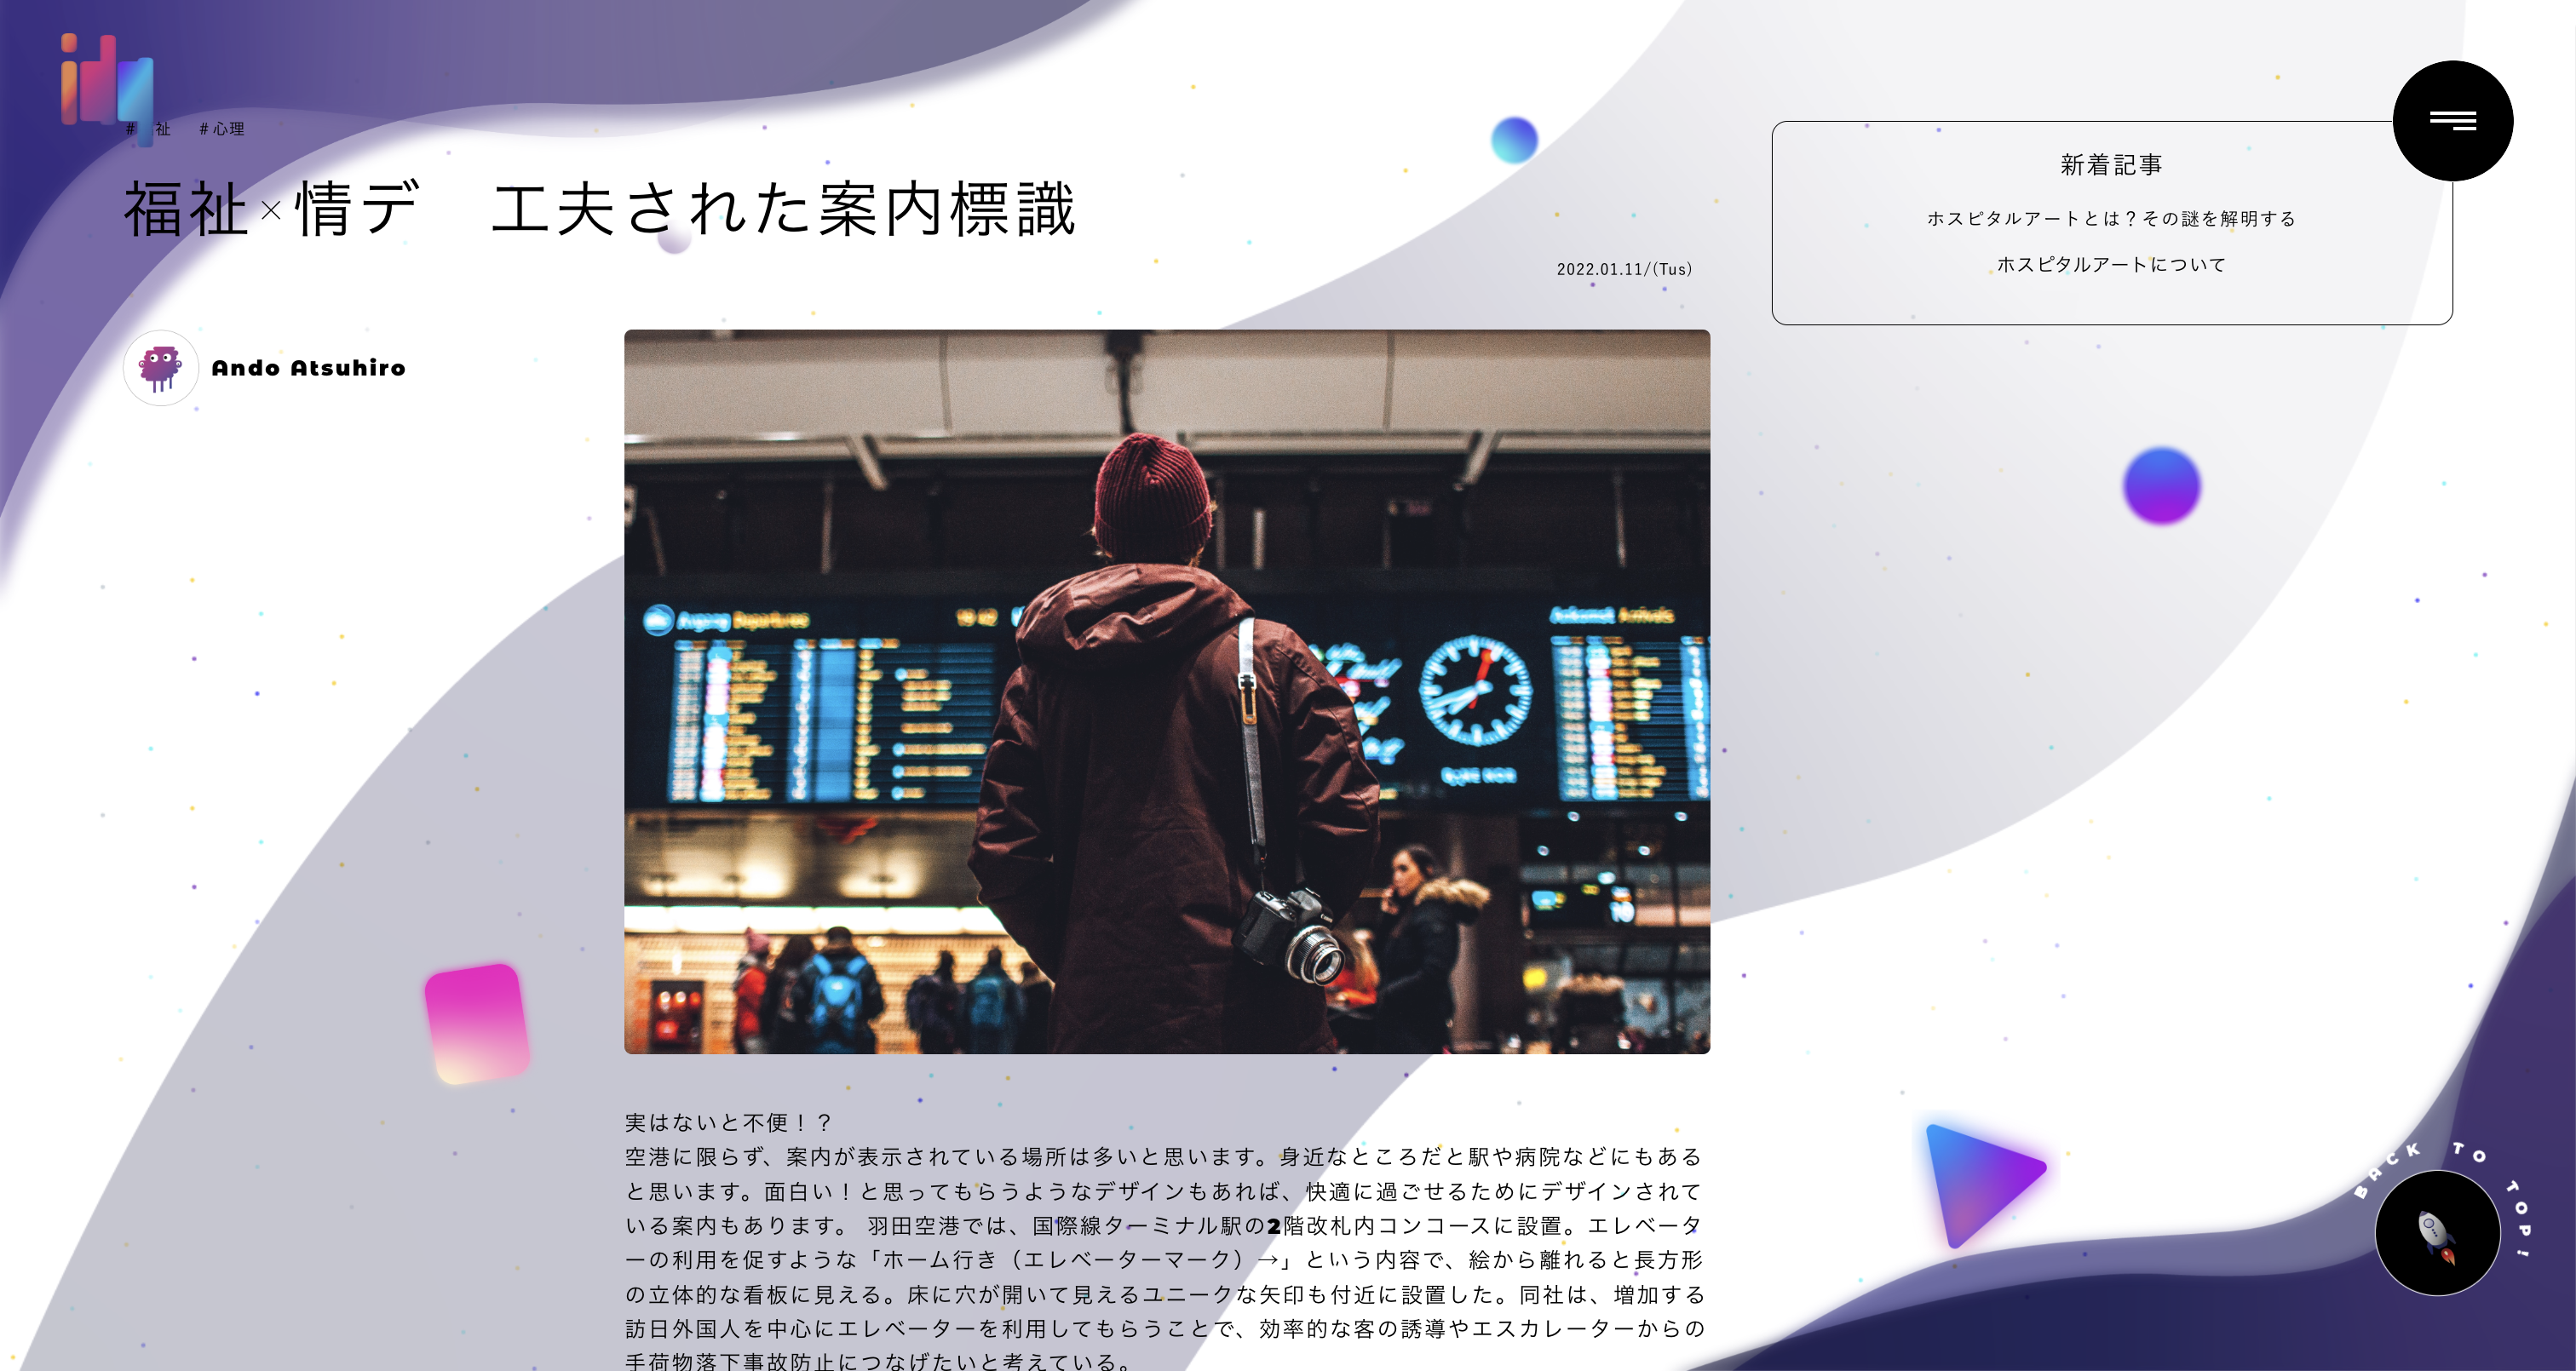 idq
#福祉 #心理
福祉×情デ　工夫された案内標識
2022.01.11/(Tus)
新着記事
ホスピタルアートとは？その謎を解明する
ホスピタルアートについて
Ando Atsuhiro
Avgang Departures
Ankomst Arrivals
実はないと不便！？
空港に限らず、案内が表示されている場所は多いと思います。身近なところだと駅や病院などにもある
と思います。面白い！と思ってもらうようなデザインもあれば、快適に過ごせるためにデザインされて
いる案内もあります。 羽田空港では、国際線ターミナル駅の2階改札内コンコースに設置。エレベータ
ーの利用を促すような「ホーム行き（エレベーターマーク）→」という内容で、絵から離れると長方形
の立体的な看板に見える。床に穴が開いて見えるユニークな矢印も付近に設置した。同社は、増加する
訪日外国人を中心にエレベーターを利用してもらうことで、効率的な客の誘導やエスカレーターからの
手荷物落下事故防止につなげたいと考えている。
BACK TO TOP!